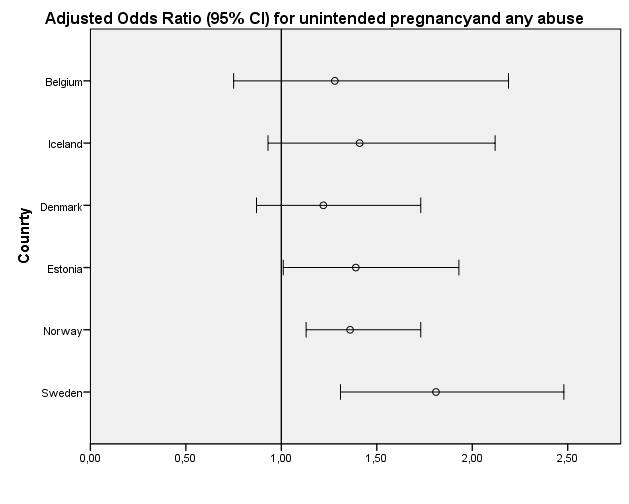 Adjusted Odds Ratio (95% CI) for unintended pregnancyand any abuse
Belgium
Iceland
Denmark
Estonia
Norway
Sweden
Counrty
0,00 0,50 1,00 1,50 2,00 2,50